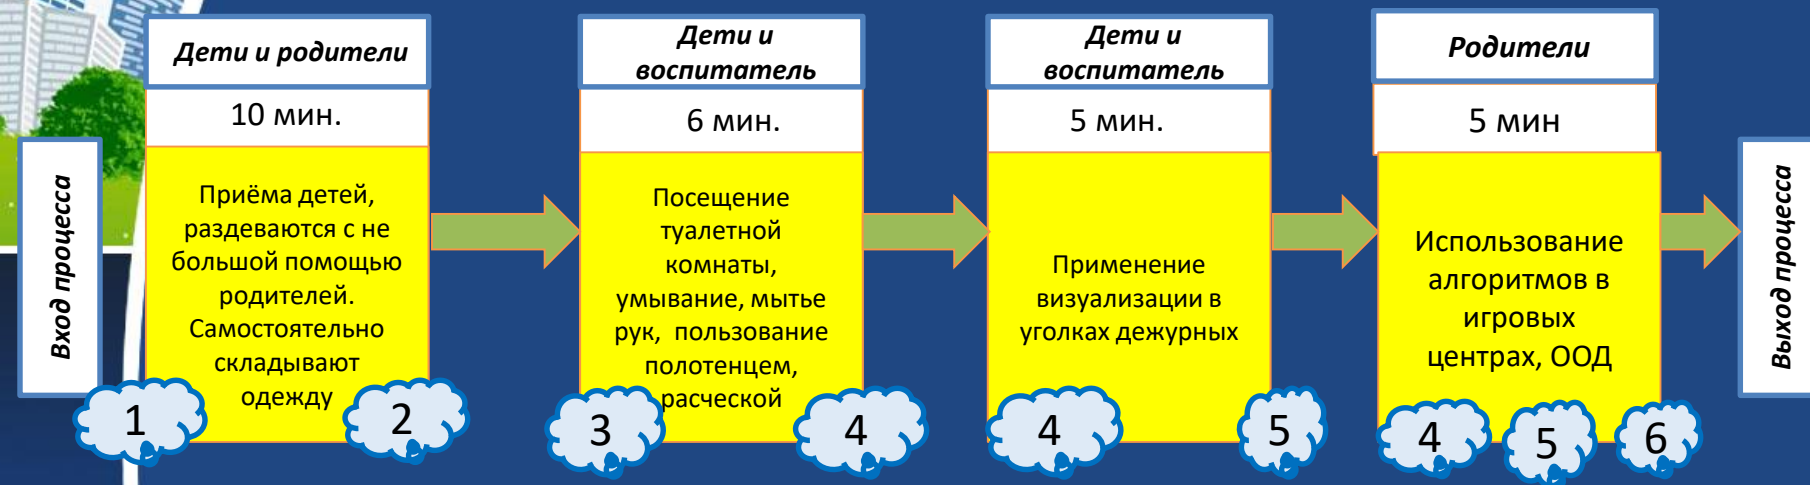 Вход процесса
Дети и родители
10 мин.
Приёма детей,
раздеваются с не
большой помощью
родителей.
Самостоятельно
складывают
одежду
1
2
Дети и
воспитатель
6 мин.
Посещение
туалетной
комнаты,
умывание, мытье
рук, пользование
полотенцем,
расческой
3
4
Дети и
воспитатель
5 мин.
Применение
визуализации в
уголках дежурных
4
5
Родители
5 мин
Использование
алгоритмов в
игровых
центрах, ООД
4
5
6
Выход процесса